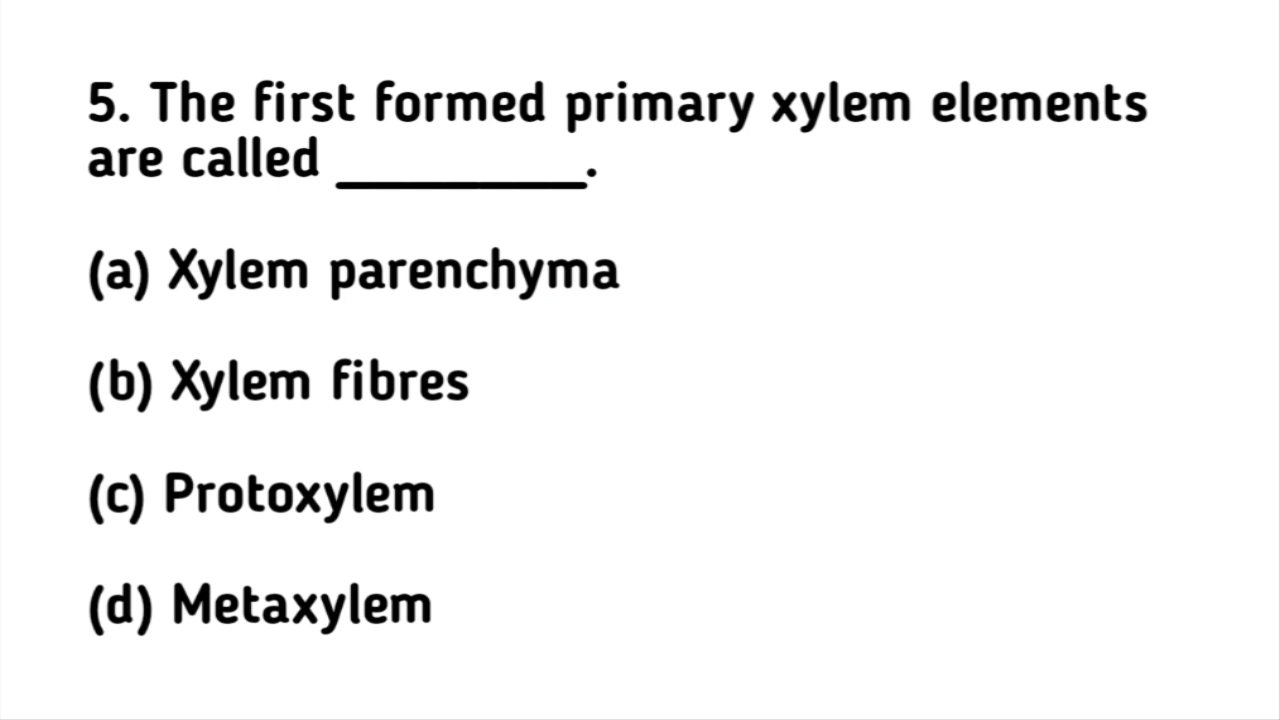 5. The first formed primary xylem elements
are called __________.
(a) Xylem parenchyma
(b) Xylem fibres
(c) Protoxylem
(d) Metaxylem